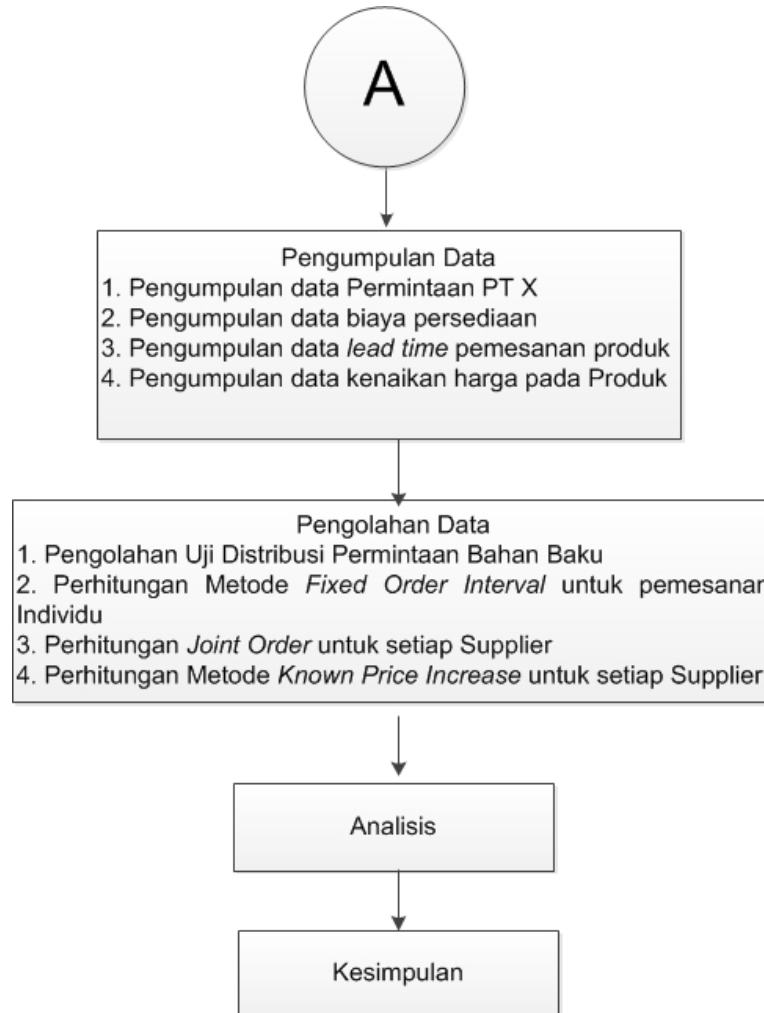 A
Pengumpulan Data
1. Pengumpulan data Permintaan PT X
2. Pengumpulan data biaya persediaan
3. Pengumpulan data lead time pemesanan produk
4. Pengumpulan data kenaikan harga pada Produk
Pengolahan Data
1. Pengolahan Uji Distribusi Permintaan Bahan Baku
2. Perhitungan Metode Fixed Order Interval untuk pemesanan
Individu
3. Perhitungan Joint Order untuk setiap Supplier
4. Perhitungan Metode Known Price Increase untuk setiap Supplier
Analisis
Kesimpulan